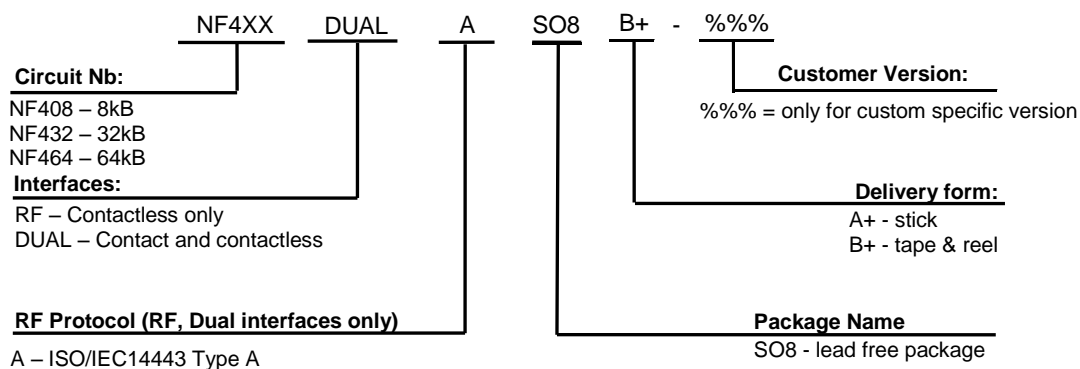 NF4XX DUAL A SO8 B+ - %%%
Circuit Nb:
NF408 – 8kB
NF432 – 32kB
NF464 – 64kB
Interfaces:
RF – Contactless only
DUAL – Contact and contactless
RF Protocol (RF, Dual interfaces only)
A – ISO/IEC14443 Type A
Customer Version:
%%% = only for custom specific version
Delivery form:
A+ - stick
B+ - tape & reel
Package Name
SO8 - lead free package